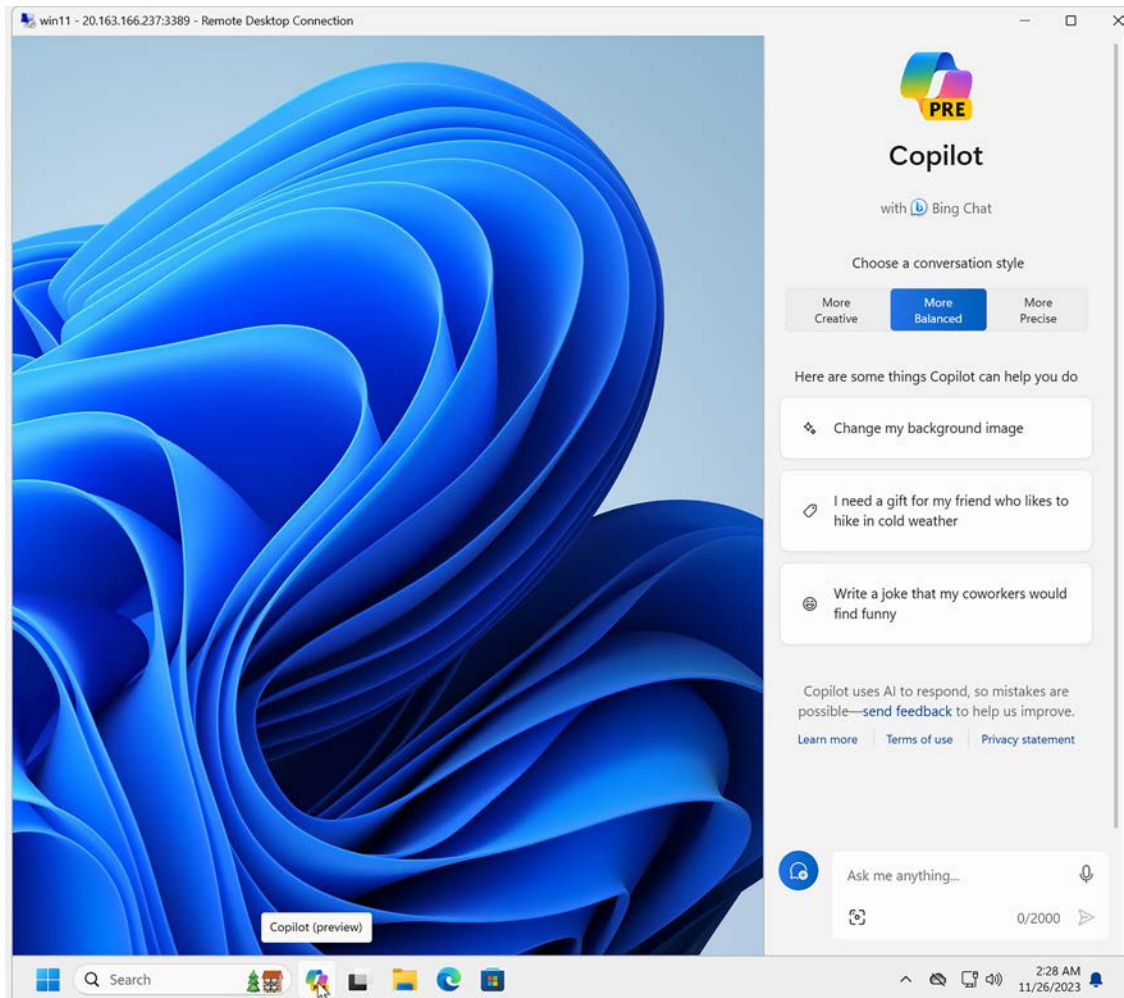 win11 - 20.163.166.237:3389 - Remote Desktop Connection
PRE
Copilot
with b Bing Chat
Choose a conversation style
More Creative
More Balanced
More Precise
Here are some things Copilot can help you do
Change my background image
I need a gift for my friend who likes to
hike in cold weather
Write a joke that my coworkers would
find funny
Copilot uses AI to respond, so mistakes are
possible—send feedback to help us improve.
Learn more Terms of use Privacy statement
Ask me anything...
0/2000
Copilot (preview)
Search
2:28 AM
11/26/2023